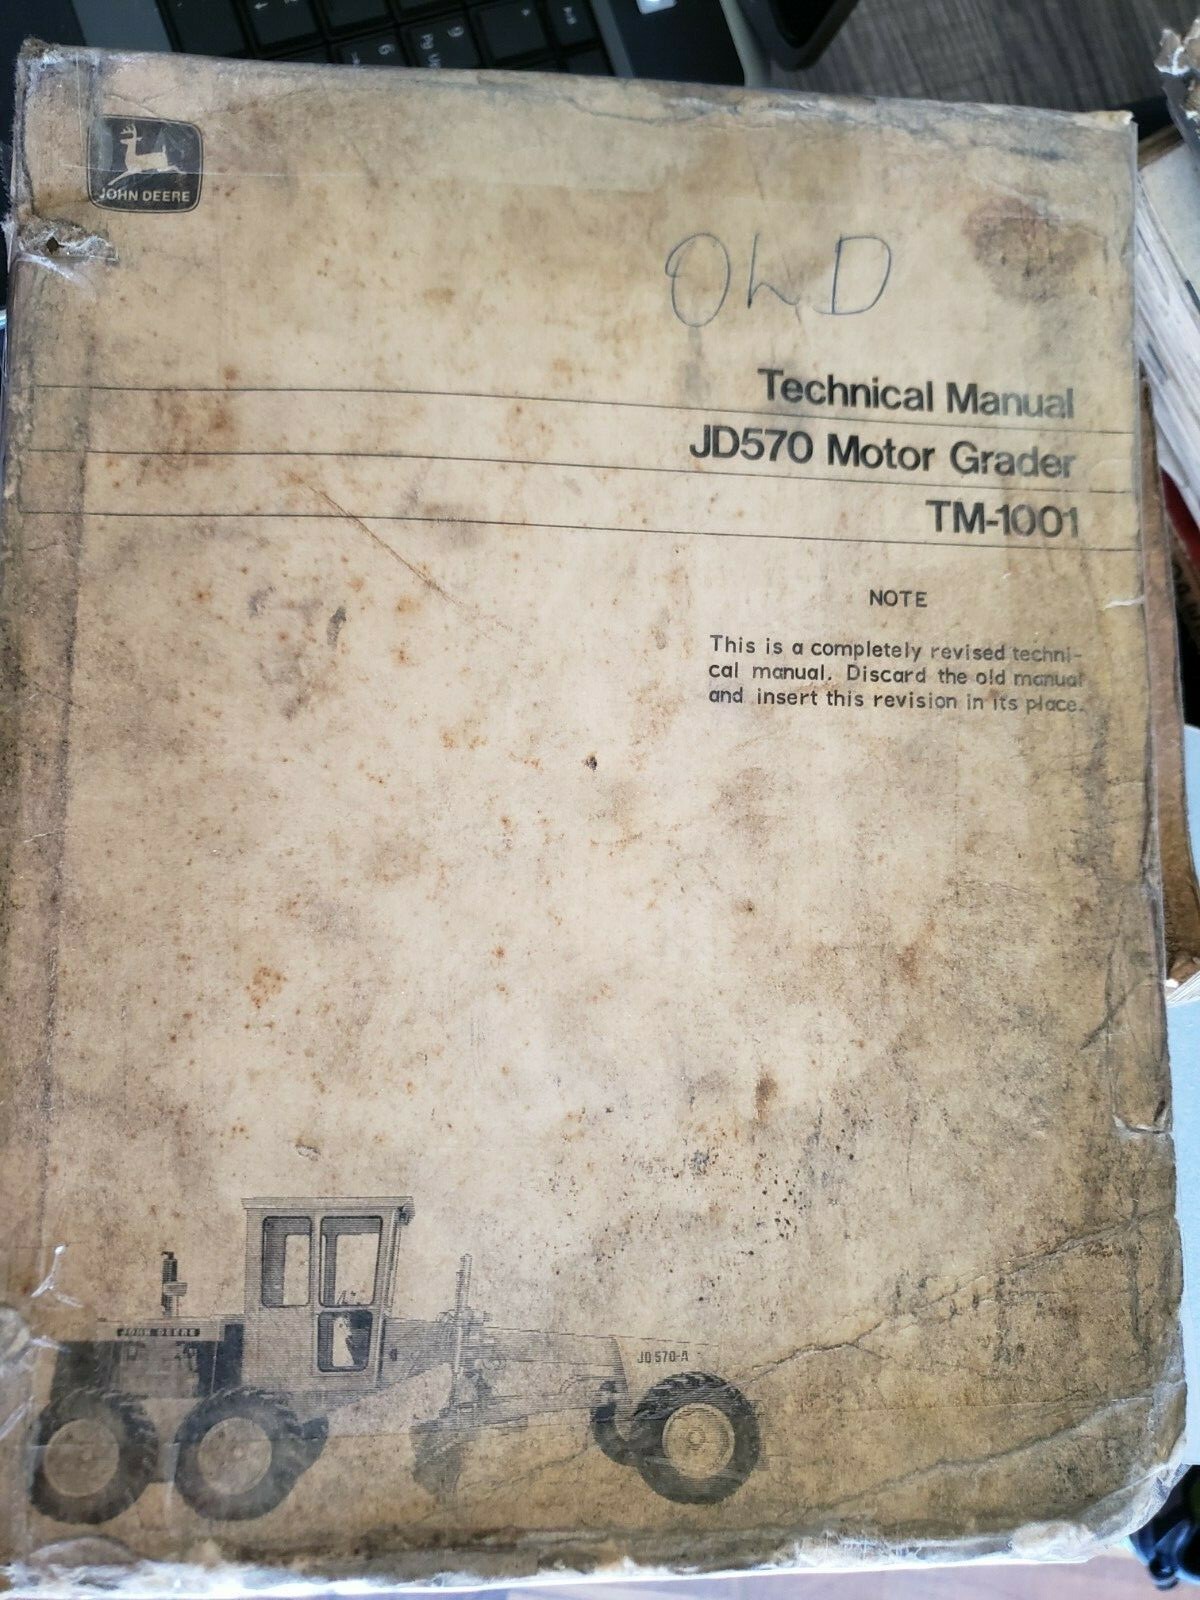 JOHN DEERE
OLD
Technical Manual
JD570 Motor Grader
TM-1001
NOTE
This is a completely revised techni-
cal manual. Discard the old manual
and insert this revision in its place.
JOHN DEERE
JD 570-A